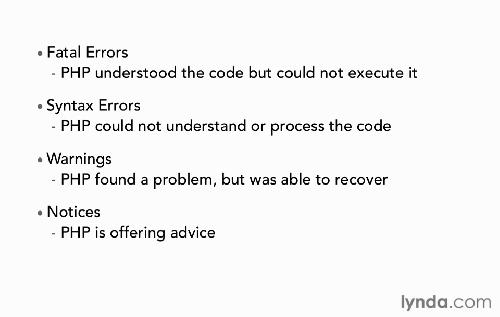 • Fatal Errors
- PHP understood the code but could not execute it
• Syntax Errors
- PHP could not understand or process the code
• Warnings
- PHP found a problem, but was able to recover
• Notices
- PHP is offering advice
lynda.com